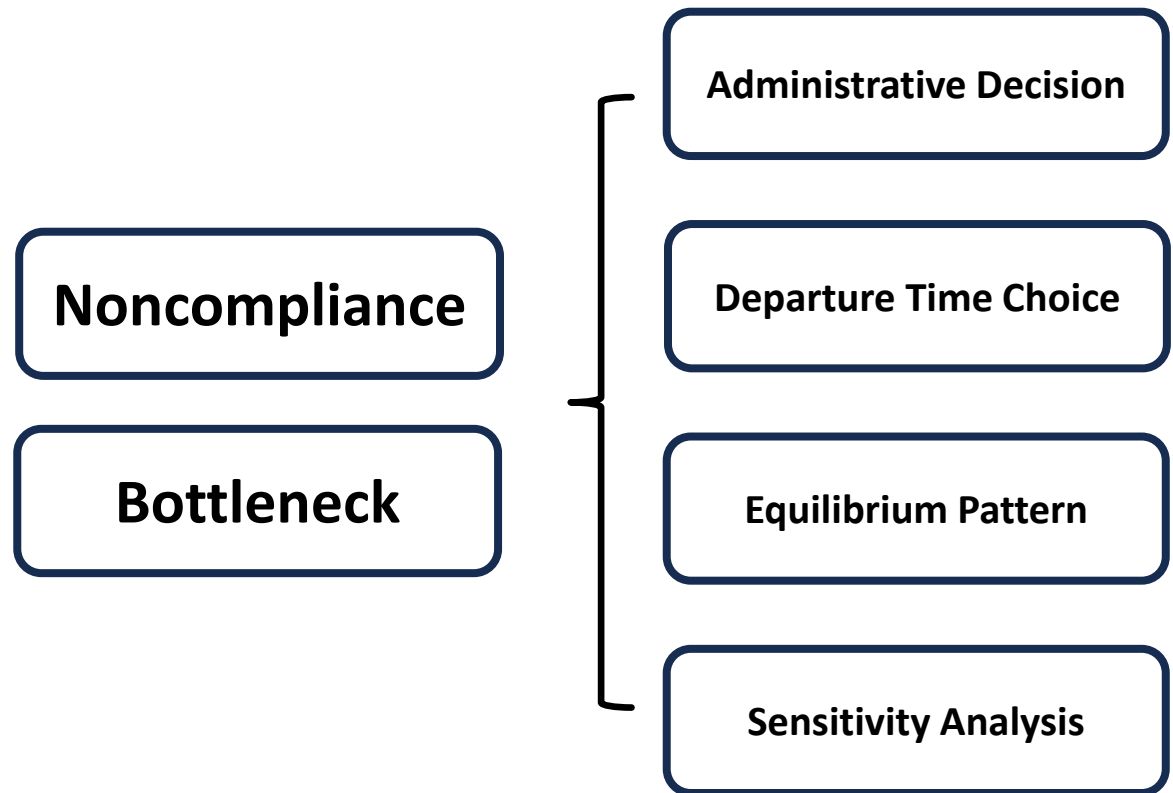 Noncompliance
Bottleneck
Administrative Decision
Departure Time Choice
Equilibrium Pattern
Sensitivity Analysis